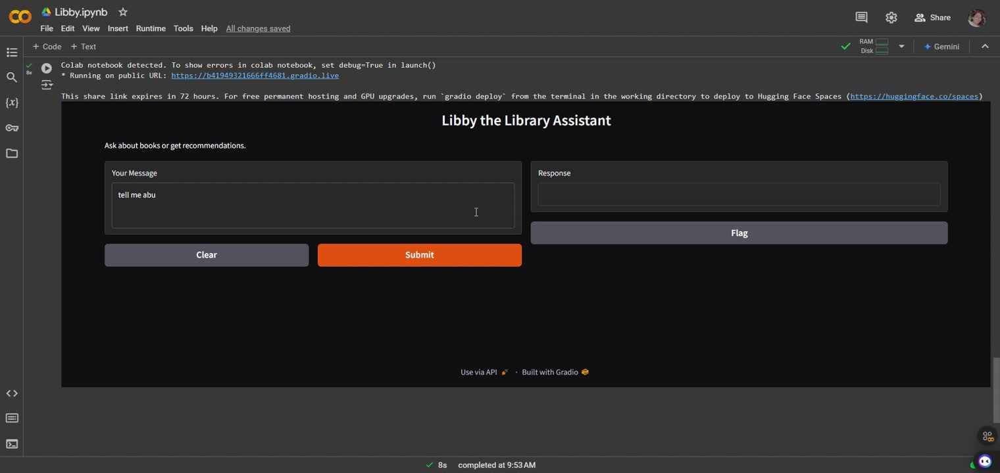 Libby.ipynb
File Edit View Insert Runtime Tools Help All changes saved
Share
+ Code + Text
RAM
Disk
Gemini
8s
Colab notebook detected. To show errors in colab notebook, set debug=True in launch()
* Running on public URL: https://b41949321666ff4681.gradio.live
This share link expires in 72 hours. For free permanent hosting and GPU upgrades, run `gradio deploy` from the terminal in the working directory to deploy to Hugging Face Spaces (https://huggingface.co/spaces)
Libby the Library Assistant
Ask about books or get recommendations.
Your Message
tell me abu
Clear Submit
Response
Flag
Use via API · Built with Gradio
8s completed at 9:53 AM